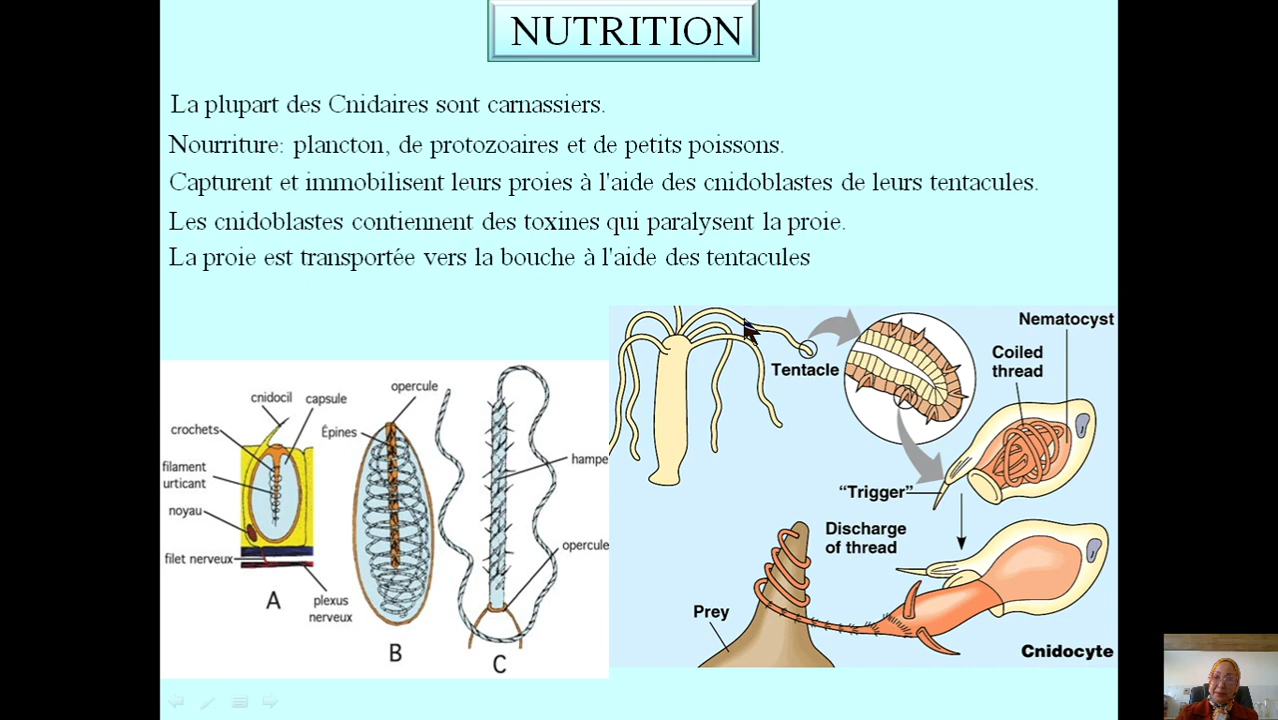 NUTRITION
La plupart des Cnidaires sont carnassiers.
Nourriture: plancton, de protozoaires et de petits poissons.
Capturent et immobilisent leurs proies à l'aide des cnidoblastes de leurs tentacules.
Les cnidoblastes contiennent des toxines qui paralysent la proie.
La proie est transportée vers la bouche à l'aide des tentacules
cnidocil
capsule
crochets
filament
urticant
noyau
filet nerveux
plexus
nerveux
A
opercule
Épines
B
hampe
opercule
C
Tentacle
Nematocyst
Coiled
thread
“Trigger”
Discharge
of thread
Prey
Cnidocyte